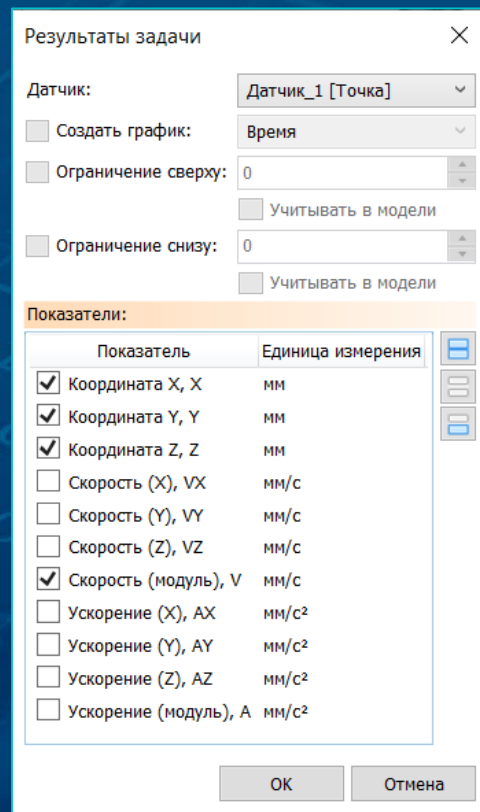 Результаты задачи
Датчик: Датчик_1 [Точка]
Создать график: Время
Ограничение сверху: 0
Учитывать в модели
Ограничение снизу: 0
Учитывать в модели
Показатели:
Показатель Единица измерения
Координата X, X мм
Координата Y, Y мм
Координата Z, Z мм
Скорость (X), VX мм/с
Скорость (Y), VY мм/с
Скорость (Z), VZ мм/с
Скорость (модуль), V мм/с
Ускорение (X), AX мм/с²
Ускорение (Y), AY мм/с²
Ускорение (Z), AZ мм/с²
Ускорение (модуль), A мм/с²
ОК Отмена